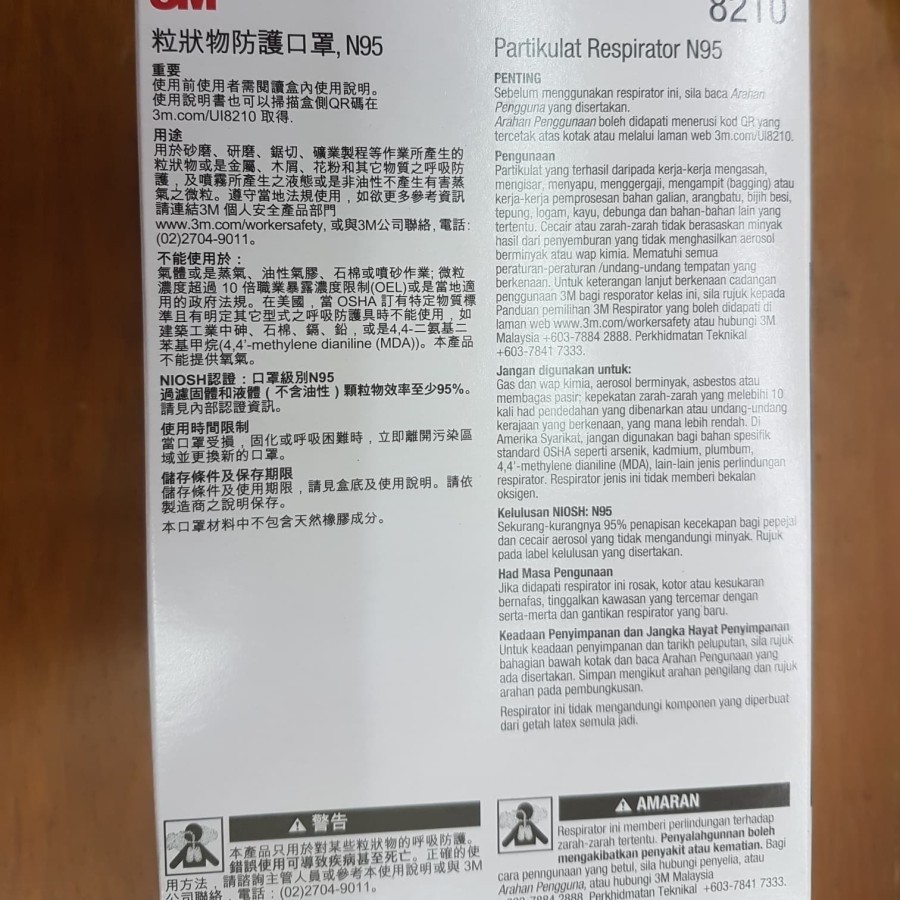 3M
粒狀物防護口罩, N95
重要
使用前使用者需閱讀盒內使用說明。
使用說明書也可以掃描盒側QR碼在
3m.com/UI8210 取得.
用途
用於砂磨、研磨、鋸切、礦業製程等作業所產生的
粒狀物或是金屬、木屑、花粉和其它物質之呼吸防
護，及噴霧所產生之液態或是非油性不產生有害蒸
氣之微粒。遵守當地法規使用，如欲更多參考資訊
請連結3M 個人安全產品部門
www.3m.com/workersafety, 或與3M公司聯絡, 電話:
(02)2704-9011。
不能使用於：
氣體或是蒸氣、油性氣膠、石棉或噴砂作業; 微粒
濃度超過 10 倍職業暴露濃度限制(OEL)或是當地適
用的政府法規。在美國，當 OSHA 訂有特定物質標
準且有明定其它型式之呼吸防護具時不能使用，如
建築工業中砷、石棉、鎘、鉛，或是4,4-二氨基二
苯基甲烷(4,4'-methylene dianiline (MDA))。本產品
不能提供氧氣。
NIOSH認證：口罩級別N95
過濾固體和液體（不含油性）顆粒物效率至少95%。
請見內部認證資訊。
使用時間限制
當口罩受損，固化或呼吸困難時，立即離開污染區
域並更換新的口罩。
儲存條件及保存期限
儲存條件及使用期限，請見盒底及使用說明。請依
製造商之說明保存。
本口罩材料中不包含天然橡膠成分。
警告
本產品只用於對某些粒狀物的呼吸防護。
錯誤使用可導致疾病甚至死亡。正確的使
用方法，請諮詢主管人員或參考本使用說明或與 3M
公司聯絡，電話：(02)2704-9011。
8210
Partikulat Respirator N95
PENTING
Sebelum menggunakan respirator ini, sila baca Arahan
Pengguna yang disertakan.
Arahan Penggunaan boleh didapati menerusi kod QR yang
tercetak atas kotak atau melalui laman web 3m.com/UI8210.
Pengunaan
Partikulat yang terhasil daripada kerja-kerja mengasah,
mengisar, menyapu, menggergaji, mengampit (bagging) atau
kerja-kerja pemprosesan bahan galian, arangbatu, bijih besi,
tepung, logam, kayu, debunga dan bahan-bahan lain yang
tertentu. Cecair atau zarah-zarah tidak berasaskan minyak
hasil dari penyemburan yang tidak menghasilkan aerosol
berminyak atau wap kimia. Mematuhi semua
peraturan-peraturan /undang-undang tempatan yang
berkenaan. Untuk keterangan lanjut berkenaan cadangan
penggunaan 3M bagi resporator kelas ini, sila rujuk kepada
Panduan pemilihan 3M Respirator yang boleh didapati di
laman web www.3m.com/workersafety atau hubungi 3M
Malaysia +603-7884 2888. Perkhidmatan Teknikal
+603-7841 7333.
Jangan digunakan untuk:
Gas dan wap kimia, aerosol berminyak, asbestos atau
membagas pasir; kepekatan zarah-zarah yang melebihi 10
kali had pendedahan yang dibenarkan atau undang-undang
kerajaan yang berkenaan, yang mana lebih rendah. Di
Amerika Syarikat, jangan digunakan bagi bahan spesifik
standard OSHA seperti arsenik, kadmium, plumbum,
4,4'-methylene dianiline (MDA), lain-lain jenis perlindungan
respirator. Respirator jenis ini tidak memberi bekalan
oksigen.
Kelulusan NIOSH: N95
Sekurang-kurangnya 95% penapisan kecekapan bagi pepejal
dan cecair aerosol yang tidak mengandungi minyak. Rujuk
pada label kelulusan yang disertakan.
Had Masa Pengunaan
Jika didapati respirator ini rosak, kotor atau kesukaran
bernafas, tinggalkan kawasan yang tercemar dengan
serta-merta dan gantikan respirator yang baru.
Keadaan Penyimpanan dan Jangka Hayat Penyimpanan
Untuk keadaan penyimpanan dan tarikh peluputan, sila rujuk
bahagian bawah kotak dan baca Arahan Pengunaan yang
ada disertakan. Simpan mengikut arahan pengilang dan rujuk
arahan pada pembungkusan.
Respirator ini tidak mengandungi komponen yang diperbuat
dari getah latex semula jadi.
AMARAN
Respirator ini memberi perlindungan terhadap
zarah-zarah tertentu. Penyalahgunnan boleh
mengakibatkan penyakit atau kematian. Bagi
cara penngunaan yang betul, sila hubungi penyelia, atau
Arahan Pengguna, atau hubungi 3M Malaysia
2888. Perkhidmatan Teknikal +603-7841 7333.